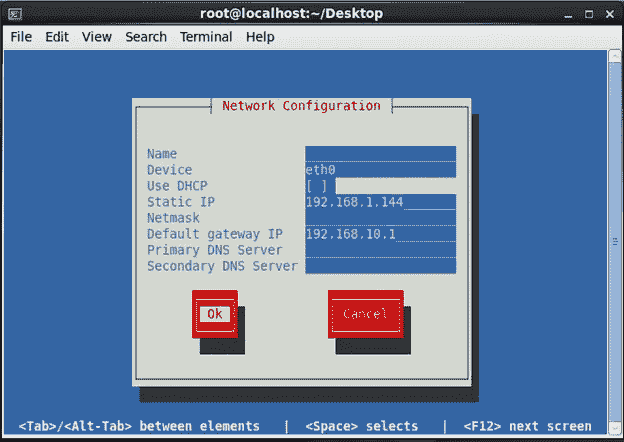 root@localhost:~/Desktop
File Edit View Search Terminal Help
Network Configuration
Name
Device eth0
Use DHCP [ ]
Static IP 192.168.1.144
Netmask
Default gateway IP 192.168.10.1
Primary DNS Server
Secondary DNS Server
Ok Cancel
<Tab>/<Alt-Tab> between elements | <Space> selects | <F12> next screen